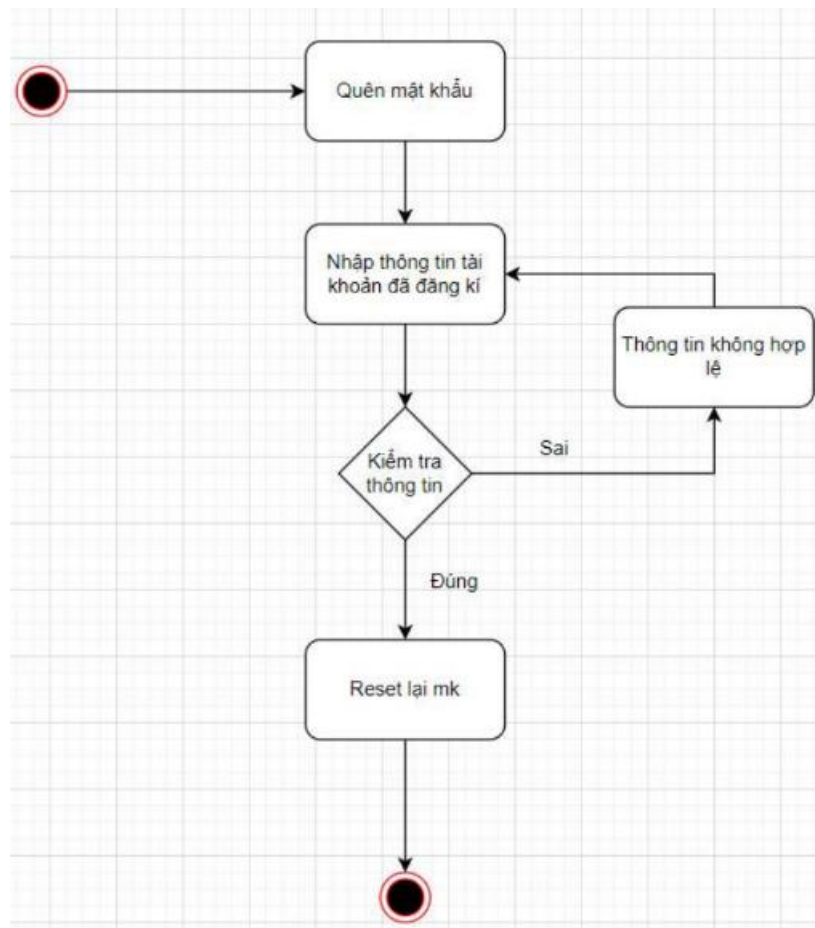 Quên mật khẩu
Nhập thông tin tài
khoản đã đăng kí
Thông tin không hợp
lệ
Kiểm tra
thông tin
Sai
Đúng
Reset lại mk